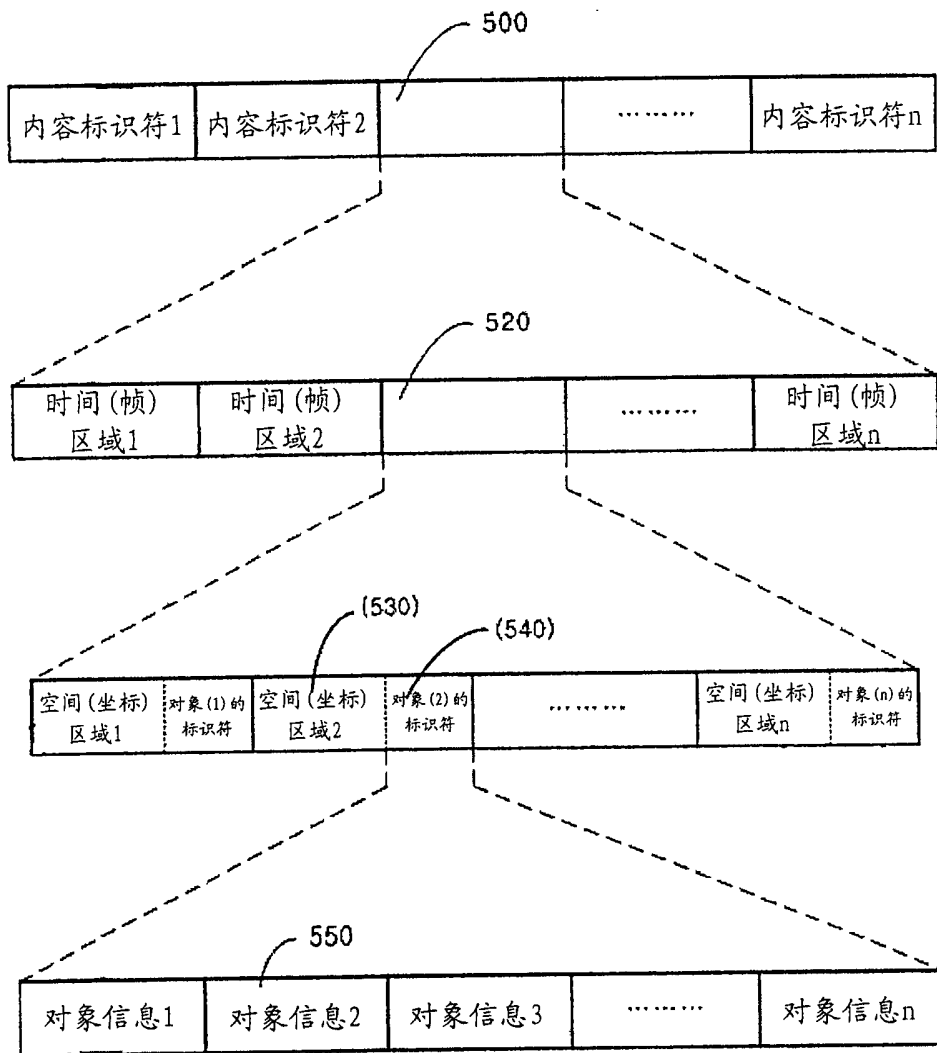 500
内容标识符1 内容标识符2 ……… 内容标识符n
520
时间(帧) 时间(帧) ……… 时间(帧)
区域1 区域2 区域n
(530)
(540)
空间(坐标) 对象(1)的 空间(坐标) 对象(2)的 ……… 空间(坐标) 对象(n)的
区域1 标识符 区域2 标识符 区域n 标识符
550
对象信息1 对象信息2 对象信息3 ……… 对象信息n